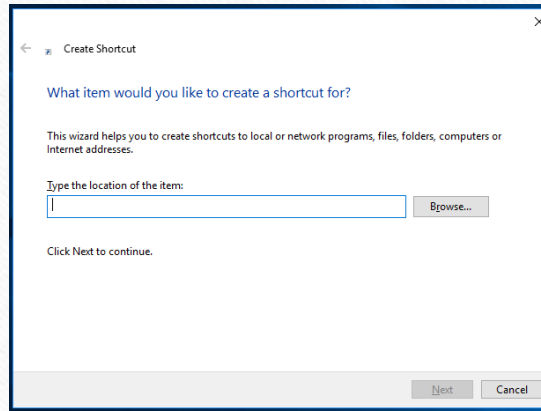 Create Shortcut
What item would you like to create a shortcut for?
This wizard helps you to create shortcuts to local or network programs, files, folders, computers or
Internet addresses.
Type the location of the item:
Browse...
Click Next to continue.
Next Cancel